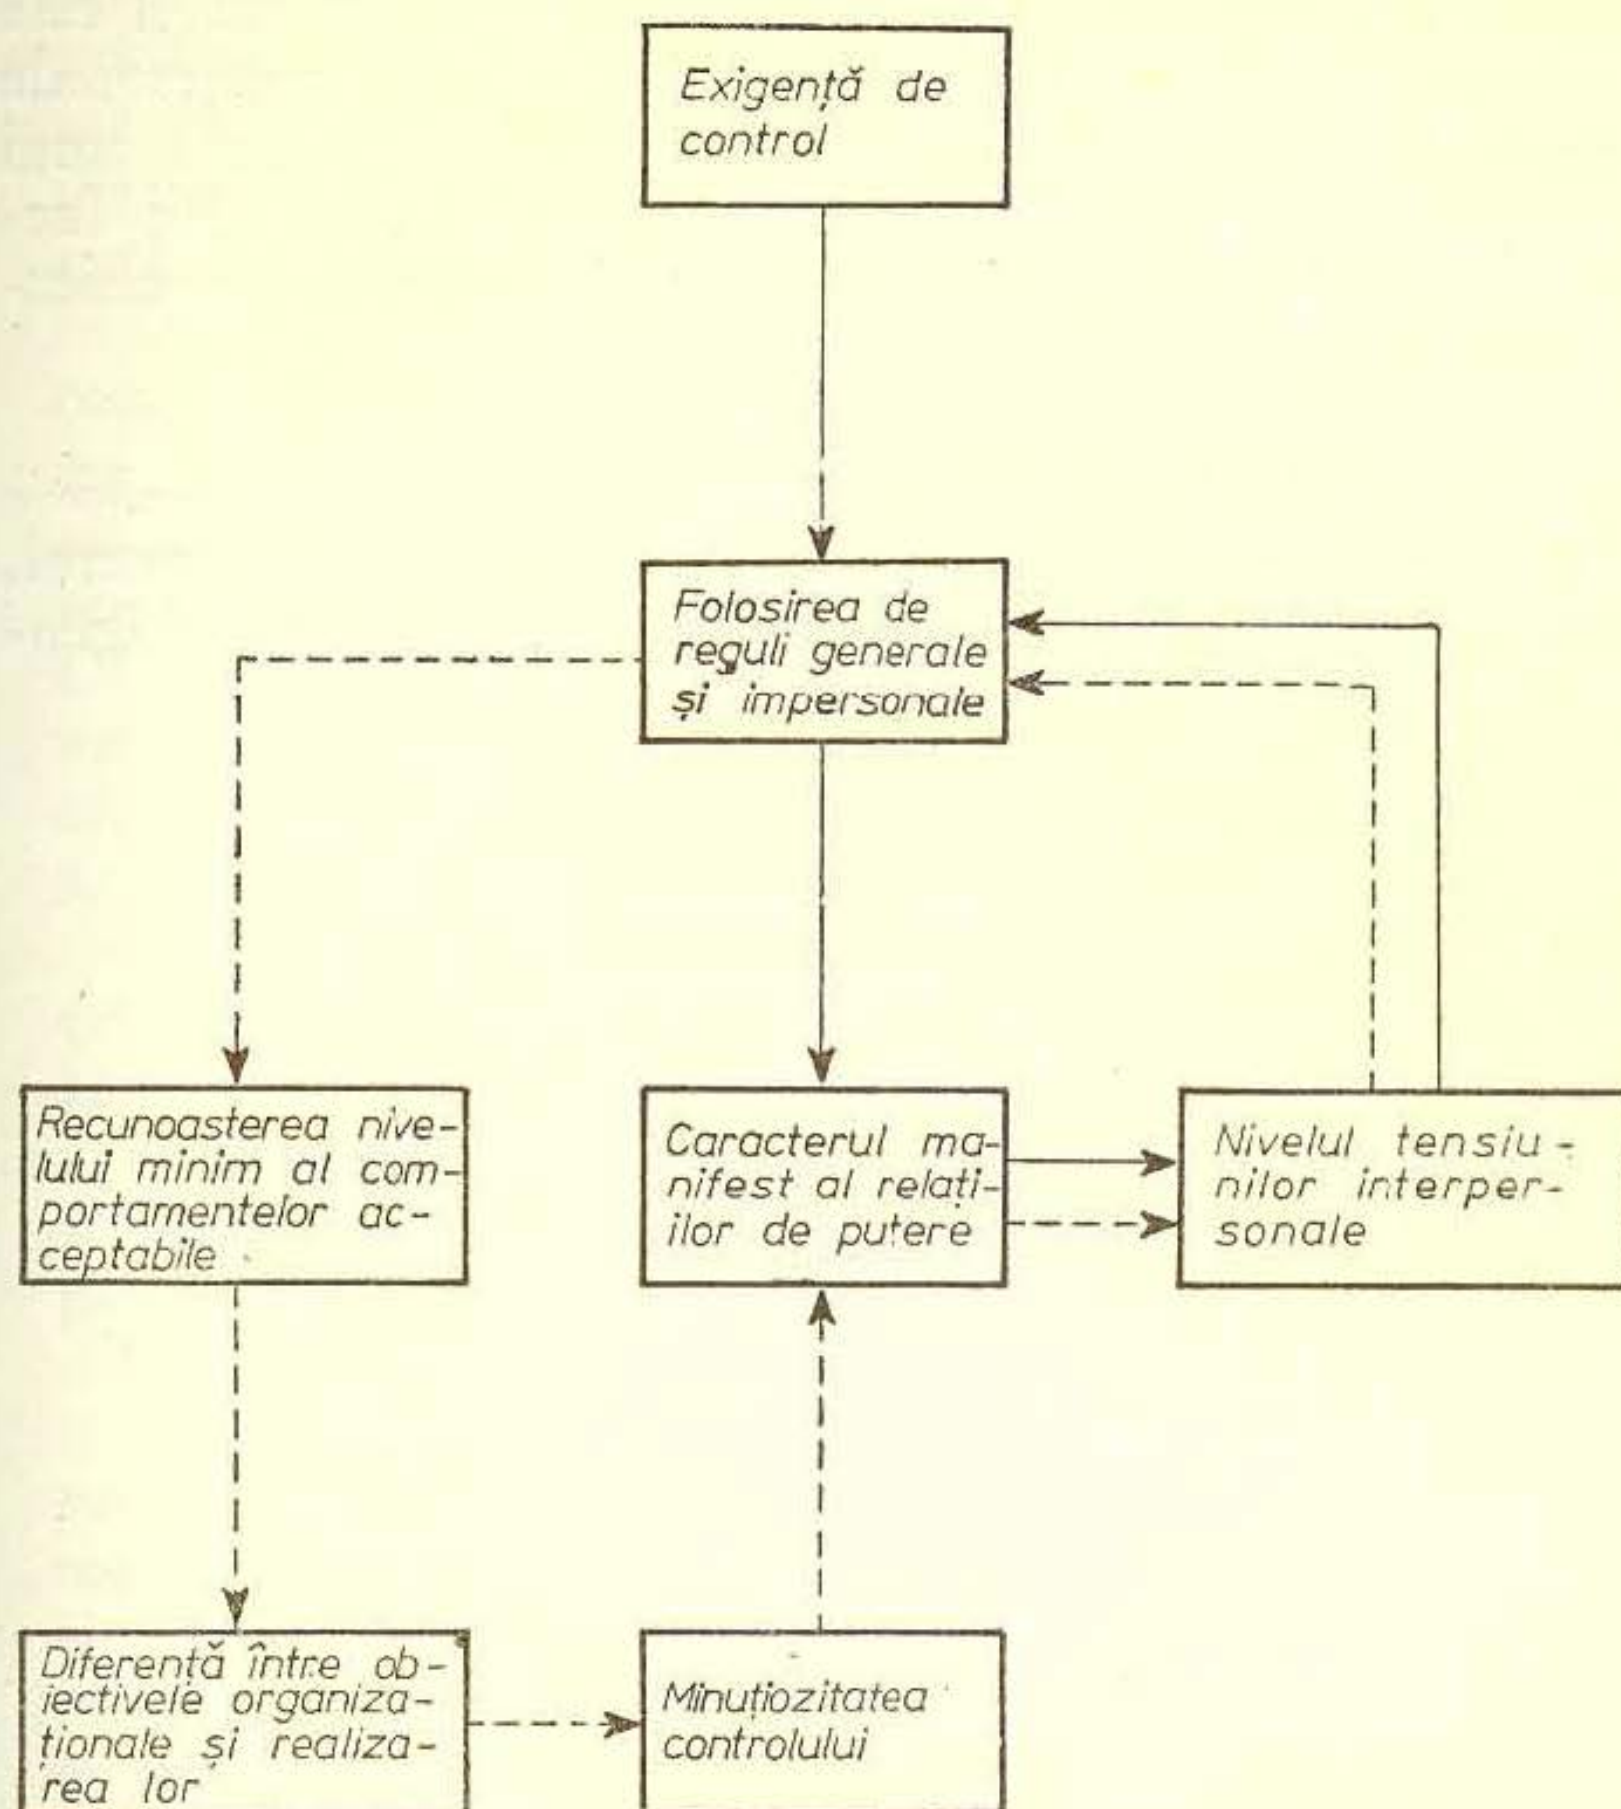 Exigență de
control
Folosirea de
reguli generale
și impersonale
Recunoasterea nive-
lului minim al com-
portamentelor ac-
ceptabile
Caracterul ma-
nifest al relați-
ilor de putere
Nivelul tensiu-
nilor interper-
sonale
Diferență între ob-
iectivele organiza-
ționale și realiza-
rea lor
Minuțiozitatea
controlului